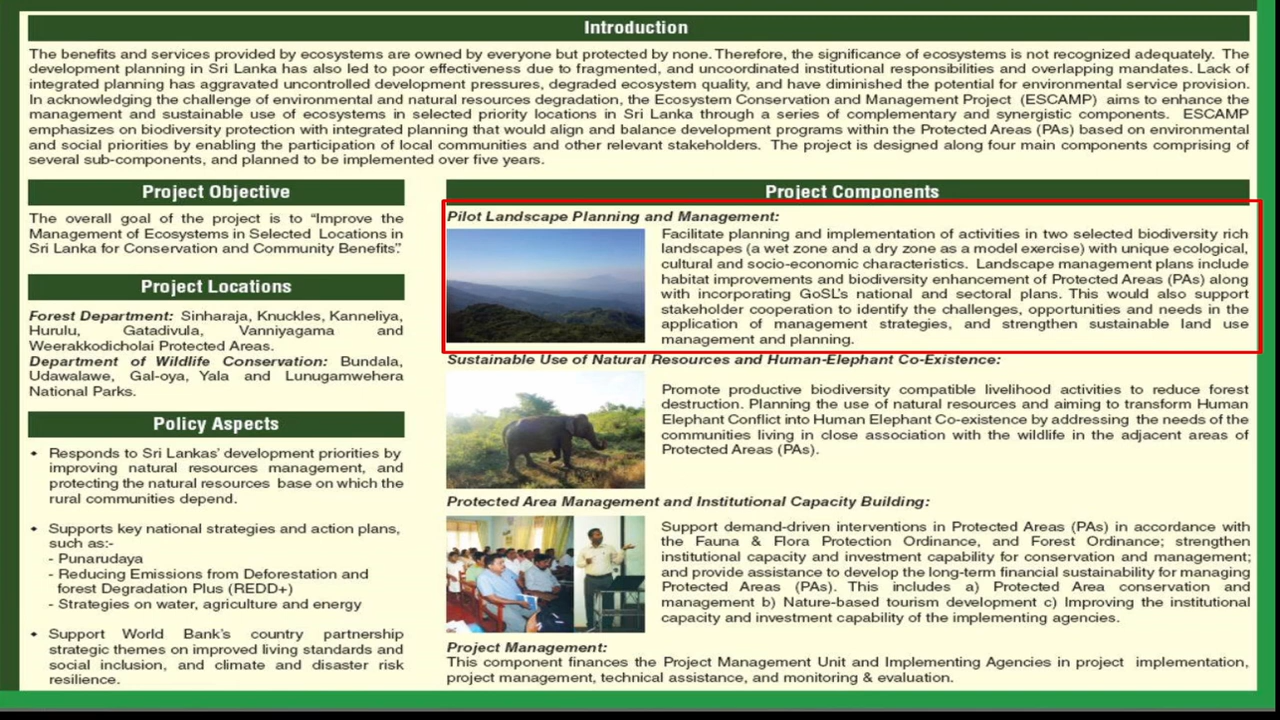 Introduction
The benefits and services provided by ecosystems are owned by everyone but protected by none. Therefore, the significance of ecosystems is not recognized adequately. The
development planning in Sri Lanka has also led to poor effectiveness due to fragmented, and uncoordinated institutional responsibilities and overlapping mandates. Lack of
integrated planning has aggravated uncontrolled development pressures, degraded ecosystem quality, and have diminished the potential for environmental service provision.
In acknowledging the challenge of environmental and natural resources degradation, the Ecosystem Conservation and Management Project (ESCAMP) aims to enhance the
management and sustainable use of ecosystems in selected priority locations in Sri Lanka through a series of complementary and synergistic components. ESCAMP
emphasizes on biodiversity protection with integrated planning that would align and balance development programs within the Protected Areas (PAs) based on environmental
and social priorities by enabling the participation of local communities and other relevant stakeholders. The project is designed along four main components comprising of
several sub-components, and planned to be implemented over five years.
Project Objective
The overall goal of the project is to “Improve the
Management of Ecosystems in Selected Locations in
Sri Lanka for Conservation and Community Benefits”.
Project Locations
Forest Department: Sinharaja, Knuckles, Kanneliya,
Hurulu, Gatadivula, Vanniyagama and
Weerakkodicholai Protected Areas.
Department of Wildlife Conservation: Bundala,
Udawalawe, Gal-oya, Yala and Lunugamwehera
National Parks.
Policy Aspects
• Responds to Sri Lankas’ development priorities by
improving natural resources management, and
protecting the natural resources base on which the
rural communities depend.
• Supports key national strategies and action plans,
such as:-
- Punarudaya
- Reducing Emissions from Deforestation and
forest Degradation Plus (REDD+)
- Strategies on water, agriculture and energy
• Support World Bank’s country partnership
strategic themes on improved living standards and
social inclusion, and climate and disaster risk
resilience.
Project Components
Pilot Landscape Planning and Management:
Facilitate planning and implementation of activities in two selected biodiversity rich
landscapes (a wet zone and a dry zone as a model exercise) with unique ecological,
cultural and socio-economic characteristics. Landscape management plans include
habitat improvements and biodiversity enhancement of Protected Areas (PAs) along
with incorporating GoSL’s national and sectoral plans. This would also support
stakeholder cooperation to identify the challenges, opportunities and needs in the
application of management strategies, and strengthen sustainable land use
management and planning.
Sustainable Use of Natural Resources and Human-Elephant Co-Existence:
Promote productive biodiversity compatible livelihood activities to reduce forest
destruction. Planning the use of natural resources and aiming to transform Human
Elephant Conflict into Human Elephant Co-existence by addressing the needs of the
communities living in close association with the wildlife in the adjacent areas of
Protected Areas (PAs).
Protected Area Management and Institutional Capacity Building:
Support demand-driven interventions in Protected Areas (PAs) in accordance with
the Fauna & Flora Protection Ordinance, and Forest Ordinance; strengthen
institutional capacity and investment capability for conservation and management;
and provide assistance to develop the long-term financial sustainability for managing
Protected Areas (PAs). This includes a) Protected Area conservation and
management b) Nature-based tourism development c) Improving the institutional
capacity and investment capability of the implementing agencies.
Project Management:
This component finances the Project Management Unit and Implementing Agencies in project implementation,
project management, technical assistance, and monitoring & evaluation.